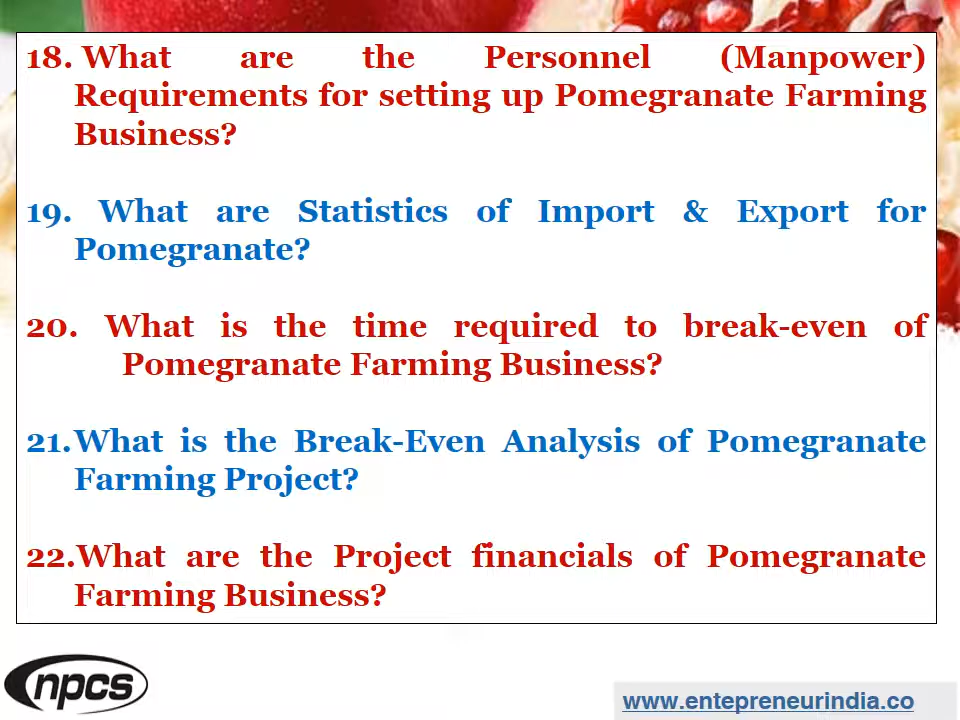 18. What are the Personnel (Manpower)
Requirements for setting up Pomegranate Farming
Business?
19. What are Statistics of Import & Export for
Pomegranate?
20. What is the time required to break-even of
Pomegranate Farming Business?
21.What is the Break-Even Analysis of Pomegranate
Farming Project?
22.What are the Project financials of Pomegranate
Farming Business?
npcs
www.entepreneurindia.co